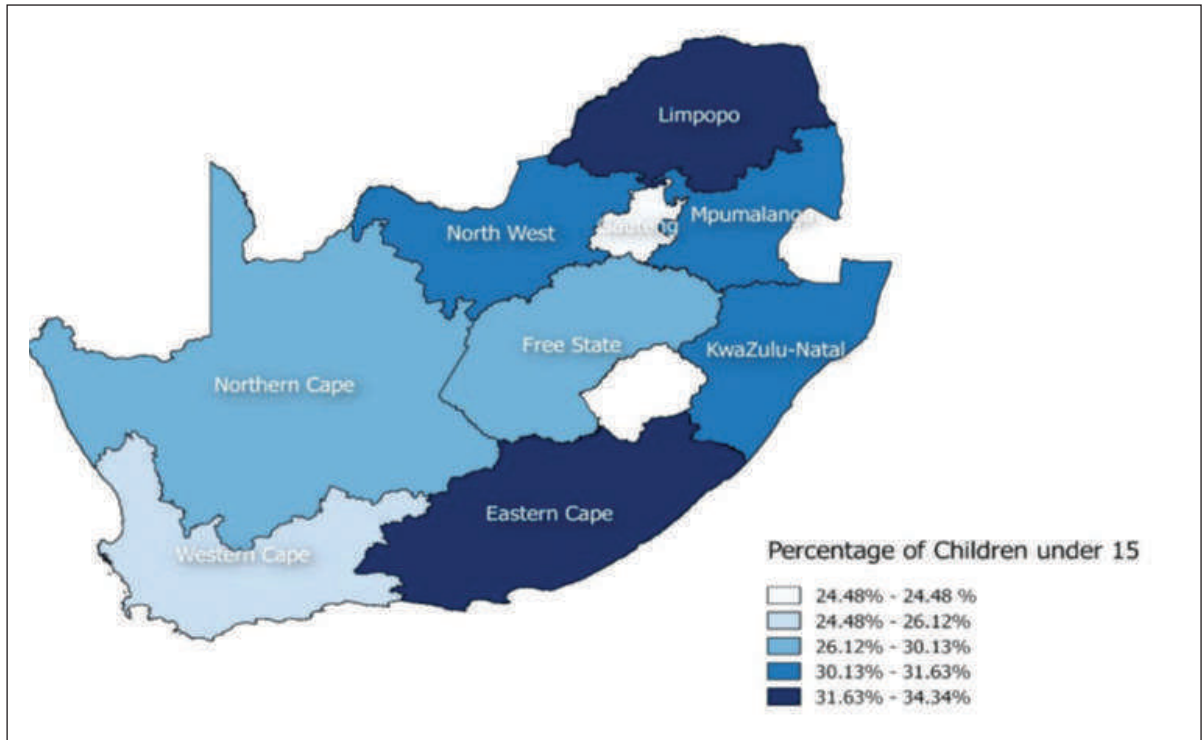 Limpopo
Mpumalanga
North West
Gauteng
Free State
KwaZulu-Natal
Northern Cape
Eastern Cape
Western Cape
Percentage of Children under 15
24.48% - 24.48 %
24.48% - 26.12%
26.12% - 30.13%
30.13% - 31.63%
31.63% - 34.34%